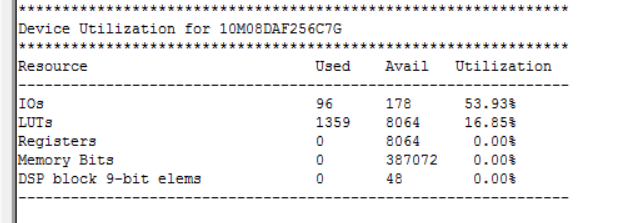 ***************************************************************
Device Utilization for 10M08DAF256C7G
***************************************************************
Resource Used Avail Utilization
---------------------------------------------------------------
IOs 96 178 53.93%
LUTs 1359 8064 16.85%
Registers 0 8064 0.00%
Memory Bits 0 387072 0.00%
DSP block 9-bit elems 0 48 0.00%
---------------------------------------------------------------